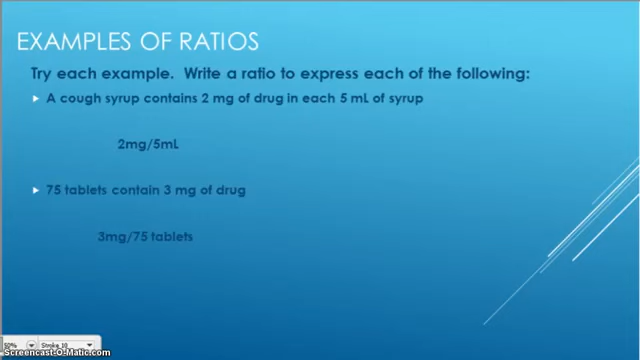 EXAMPLES OF RATIOS
Try each example. Write a ratio to express each of the following:
A cough syrup contains 2 mg of drug in each 5 mL of syrup
2mg/5mL
75 tablets contain 3 mg of drug
3mg/75 tablets
50% Stroke 10
Screencast-O-Matic.com